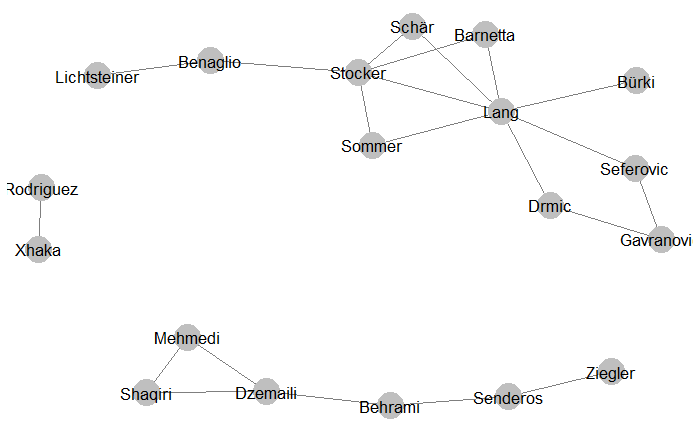 Schär
Barnetta
Benaglio
Lichtsteiner
Stocker
Bürki
Lang
Sommer
Seferovic
Rodriguez
Drmic
Gavranovi
Xhaka
Mehmedi
Ziegler
Shaqiri
Dzemaili
Senderos
Behrami